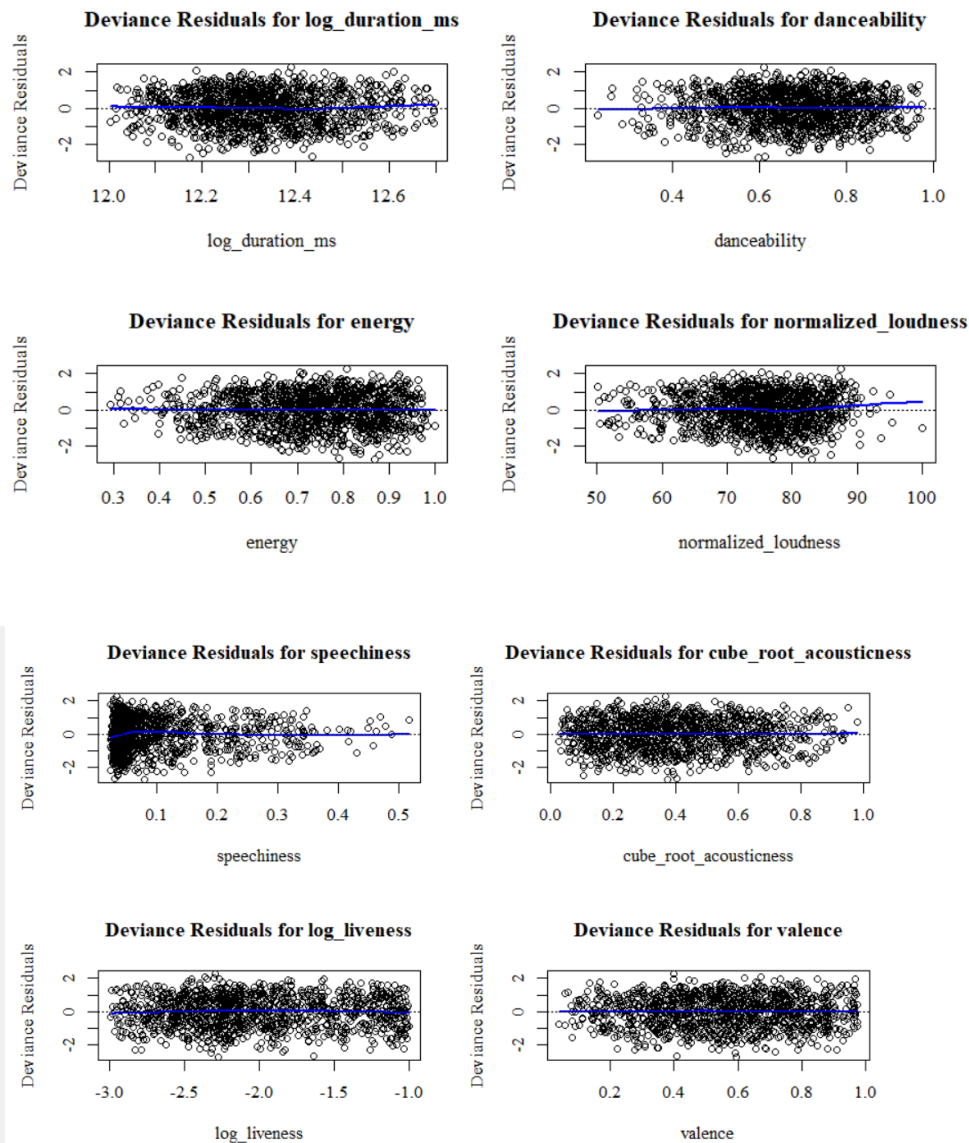 Deviance Residuals for log_duration_ms
Deviance Residuals
2
0
-2
12.0 12.2 12.4 12.6
log_duration_ms
Deviance Residuals for danceability
Deviance Residuals
2
0
-2
0.4 0.6 0.8 1.0
danceability
Deviance Residuals for energy
Deviance Residuals
2
0
-2
0.3 0.4 0.5 0.6 0.7 0.8 0.9 1.0
energy
Deviance Residuals for normalized_loudness
Deviance Residuals
2
0
-2
50 60 70 80 90 100
normalized_loudness
Deviance Residuals for speechiness
Deviance Residuals
2
0
-2
0.1 0.2 0.3 0.4 0.5
speechiness
Deviance Residuals for cube_root_acousticness
Deviance Residuals
2
0
-2
0.0 0.2 0.4 0.6 0.8 1.0
cube_root_acousticness
Deviance Residuals for log_liveness
Deviance Residuals
2
0
-2
-3.0 -2.5 -2.0 -1.5 -1.0
log_liveness
Deviance Residuals for valence
Deviance Residuals
2
0
-2
0.2 0.4 0.6 0.8 1.0
valence